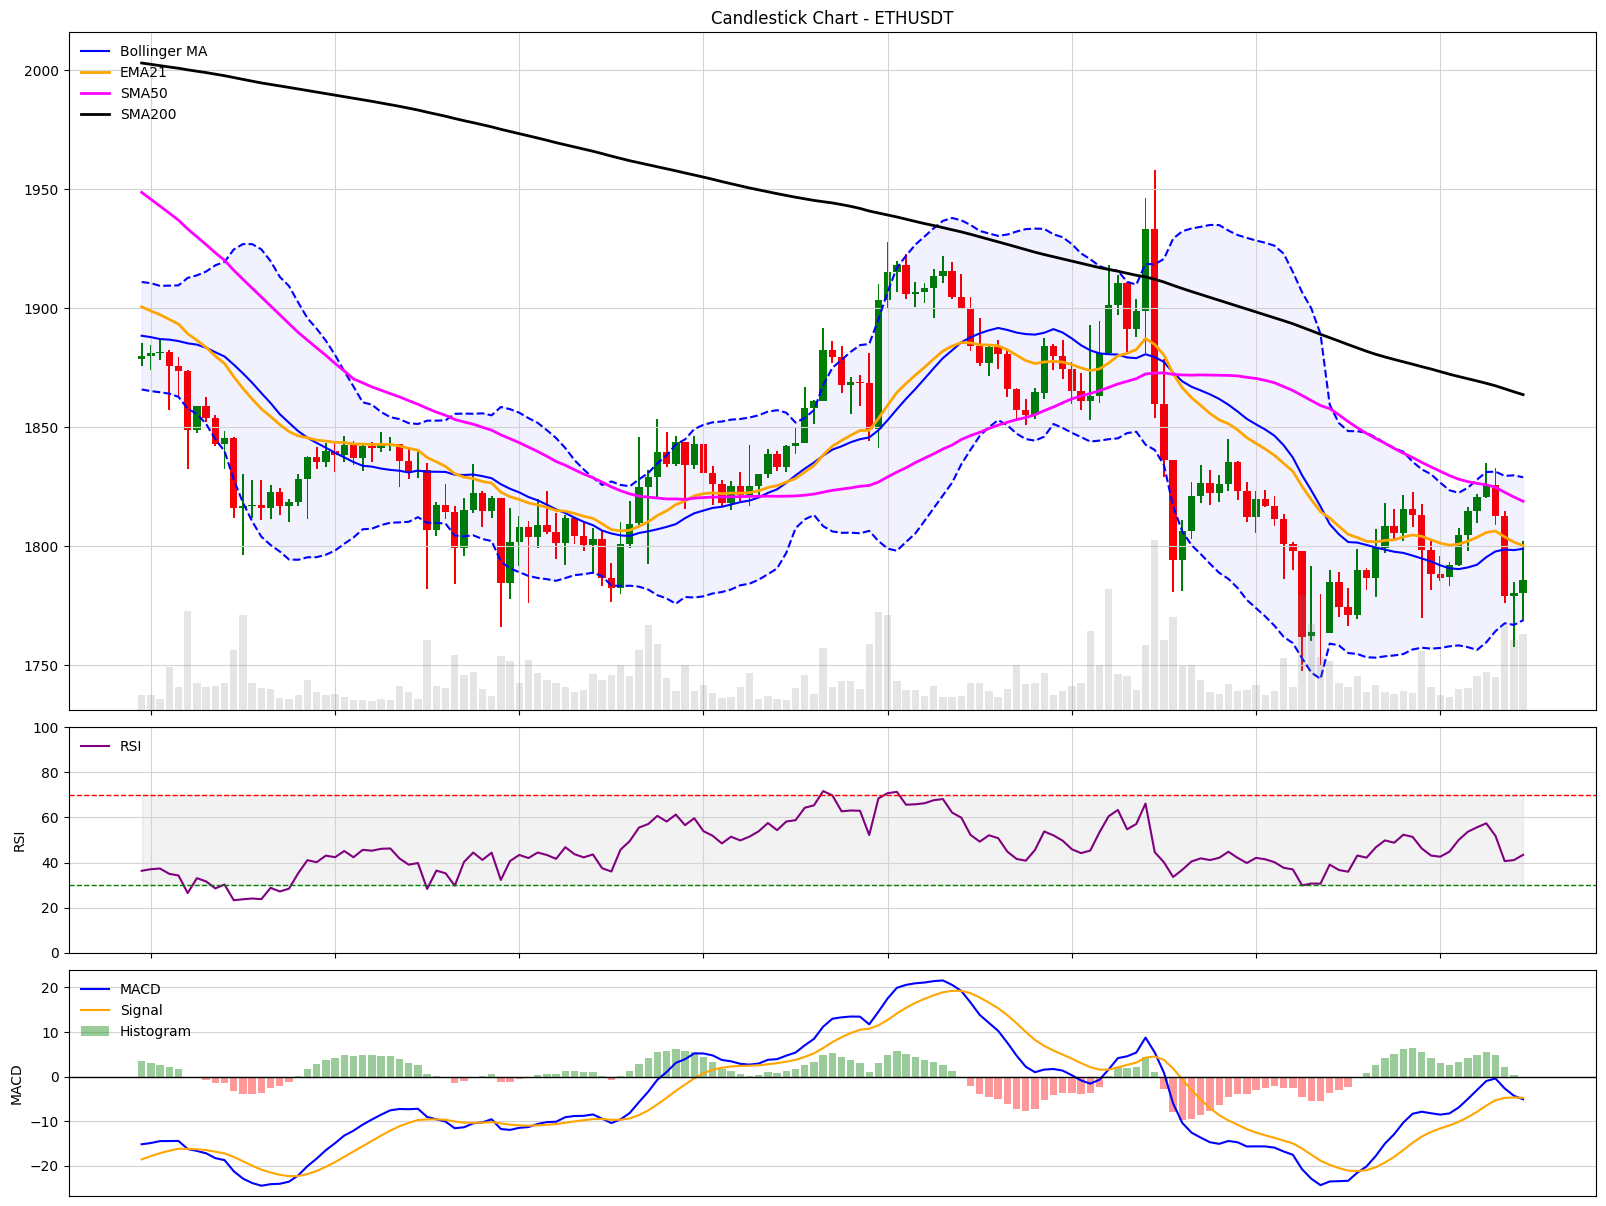 Candlestick Chart - ETHUSDT
Bollinger MA
EMA21
SMA50
SMA200
2000
1950
1900
1850
1800
1750
RSI
100
80
60
40
20
0
RSI
MACD
Signal
Histogram
20
10
0
−10
−20
MACD